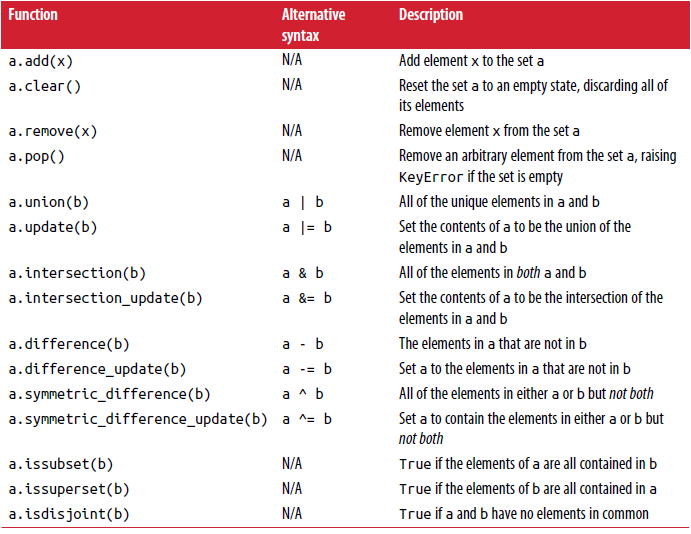 Function Alternative syntax Description
a.add(x) N/A Add element x to the set a
a.clear() N/A Reset the set a to an empty state, discarding all of
its elements
a.remove(x) N/A Remove element x from the set a
a.pop() N/A Remove an arbitrary element from the set a, raising
KeyError if the set is empty
a.union(b) a | b All of the unique elements in a and b
a.update(b) a |= b Set the contents of a to be the union of the
elements in a and b
a.intersection(b) a & b All of the elements in both a and b
a.intersection_update(b) a &= b Set the contents of a to be the intersection of the
elements in a and b
a.difference(b) a - b The elements in a that are not in b
a.difference_update(b) a -= b Set a to the elements in a that are not in b
a.symmetric_difference(b) a ^ b All of the elements in either a or b but not both
a.symmetric_difference_update(b) a ^= b Set a to contain the elements in either a or b but
not both
a.issubset(b) N/A True if the elements of a are all contained in b
a.issuperset(b) N/A True if the elements of b are all contained in a
a.isdisjoint(b) N/A True if a and b have no elements in common